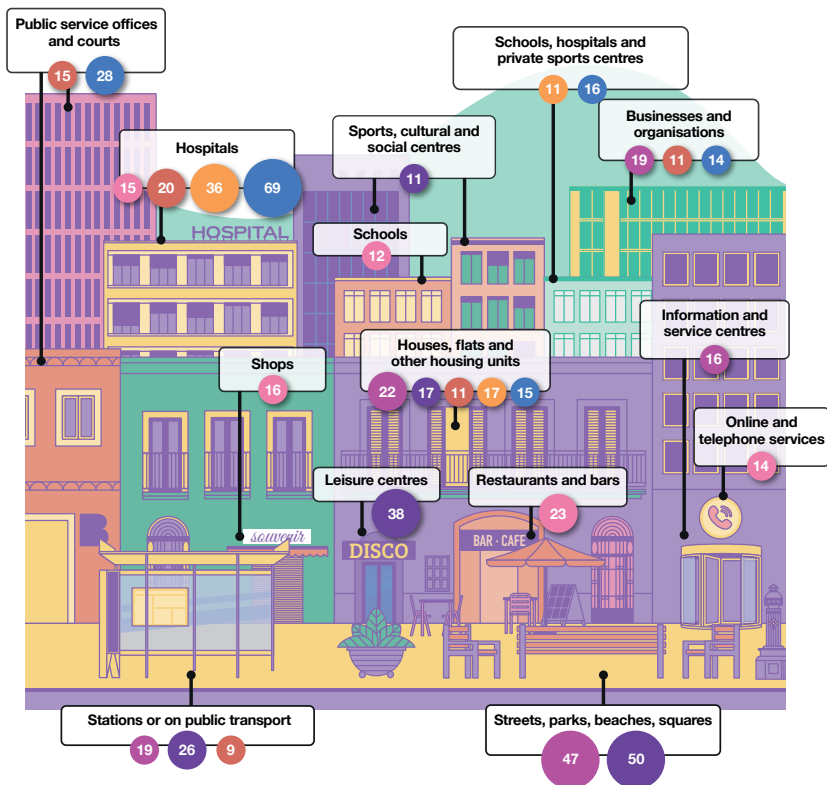 Public service offices
and courts
15 28
Schools, hospitals and
private sports centres
11 16
Businesses and
organisations
19 11 14
Sports, cultural and
social centres
11
Hospitals
15 20 36 69
HOSPITAL
Schools
12
Information and
service centres
16
Houses, flats and
other housing units
22 17 11 17 15
Shops
16
Online and
telephone services
14
Leisure centres
38
Restaurants and bars
23
souvenir
DISCO
BAR - CAFE
B
Stations or on public transport
19 26 9
Streets, parks, beaches, squares
47 50